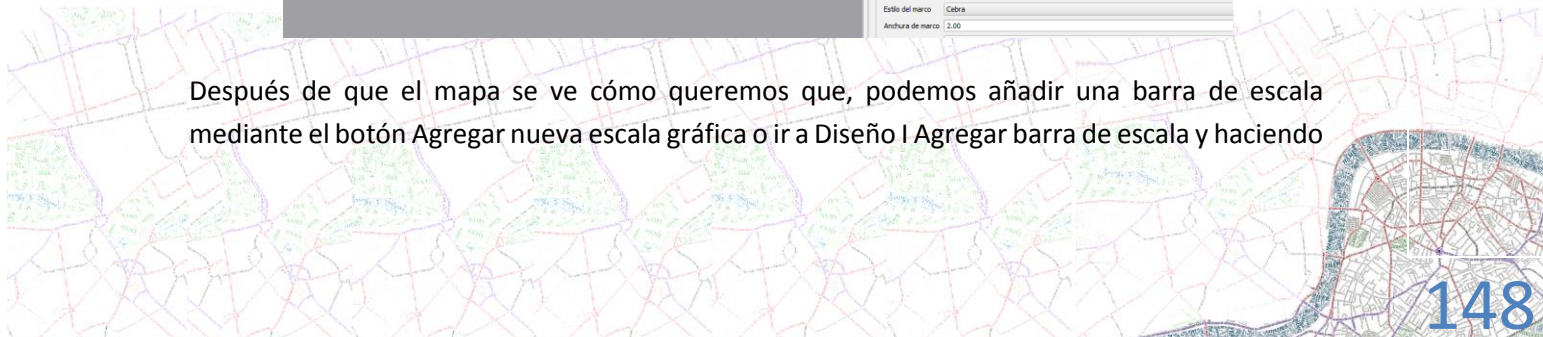 Estilo del marco Cebra
Anchura de marco 2.00
Después de que el mapa se ve cómo queremos que, podemos añadir una barra de escala
mediante el botón Agregar nueva escala gráfica o ir a Diseño I Agregar barra de escala y haciendo
148